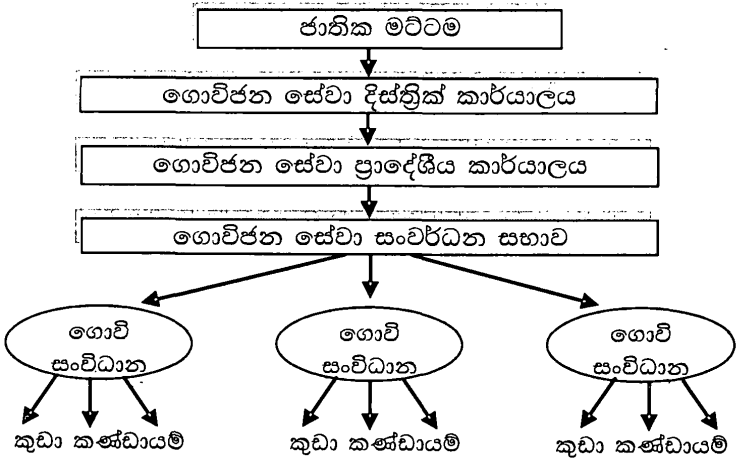 ජාතික මට්ටම
ගොවිජන සේවා දිස්ත්‍රික් කාර්යාලය
ගොවිජන සේවා ප්‍රාදේශීය කාර්යාලය
ගොවිජන සේවා සංවර්ධන සභාව
ගොවි
සංවිධාන
ගොවි
සංවිධාන
ගොවි
සංවිධාන
කුඩා කණ්ඩායම්
කුඩා කණ්ඩායම්
කුඩා කණ්ඩායම්